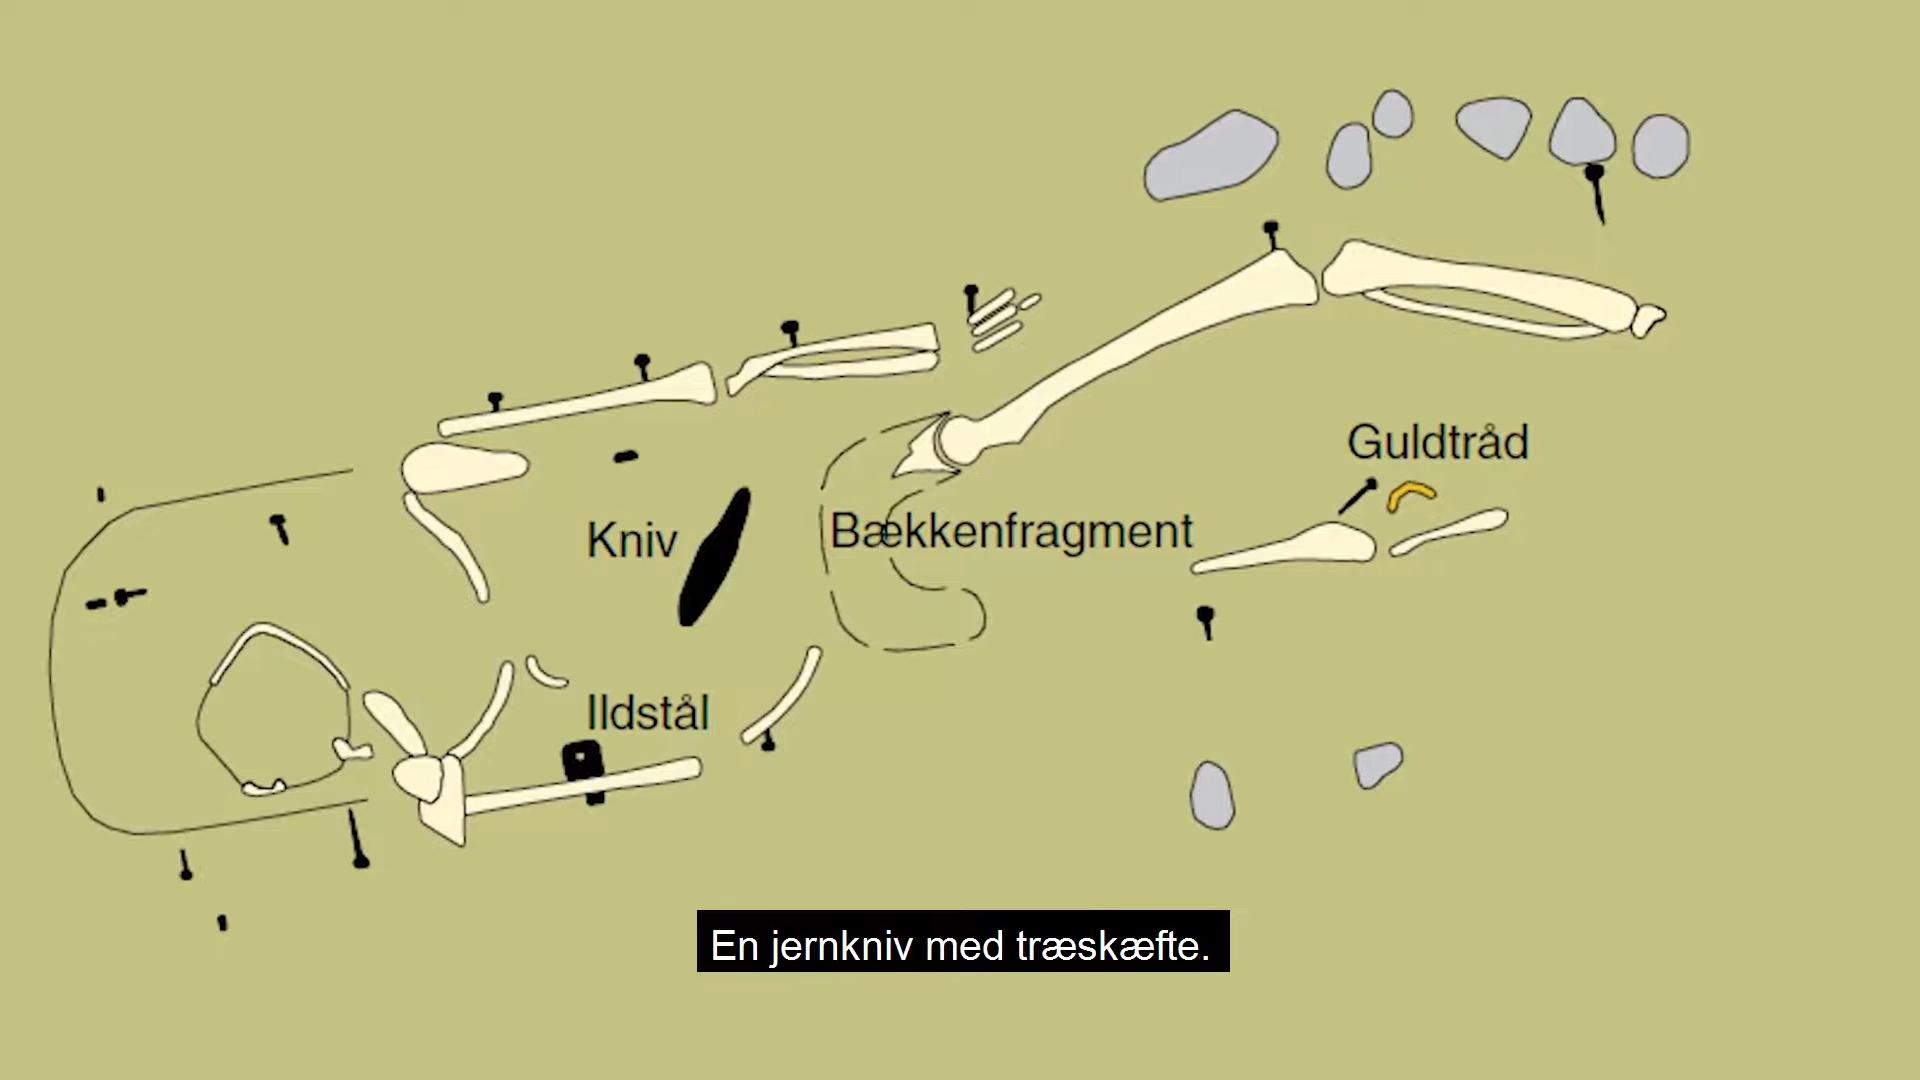 Guldtråd
Kniv
Bækkenfragment
Ildstål
En jernkniv med træskæfte.